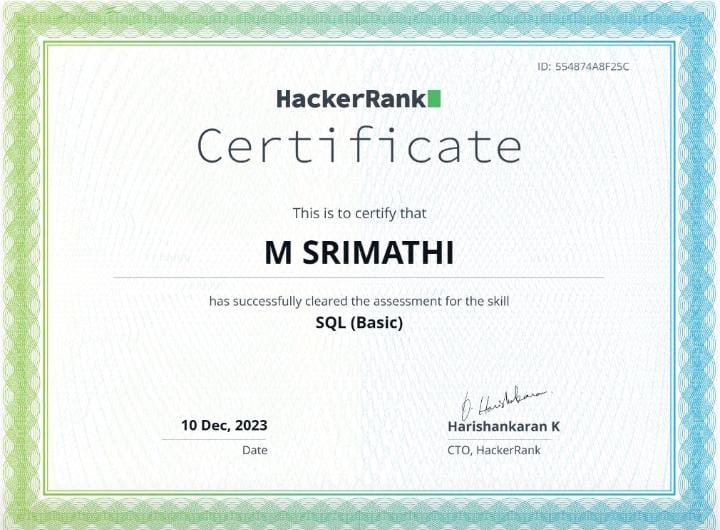 ID: 554874A8F25C
HackerRank
Certificate
This is to certify that
M SRIMATHI
has successfully cleared the assessment for the skill
SQL (Basic)
10 Dec, 2023
Date
Harishankaran K
CTO, HackerRank